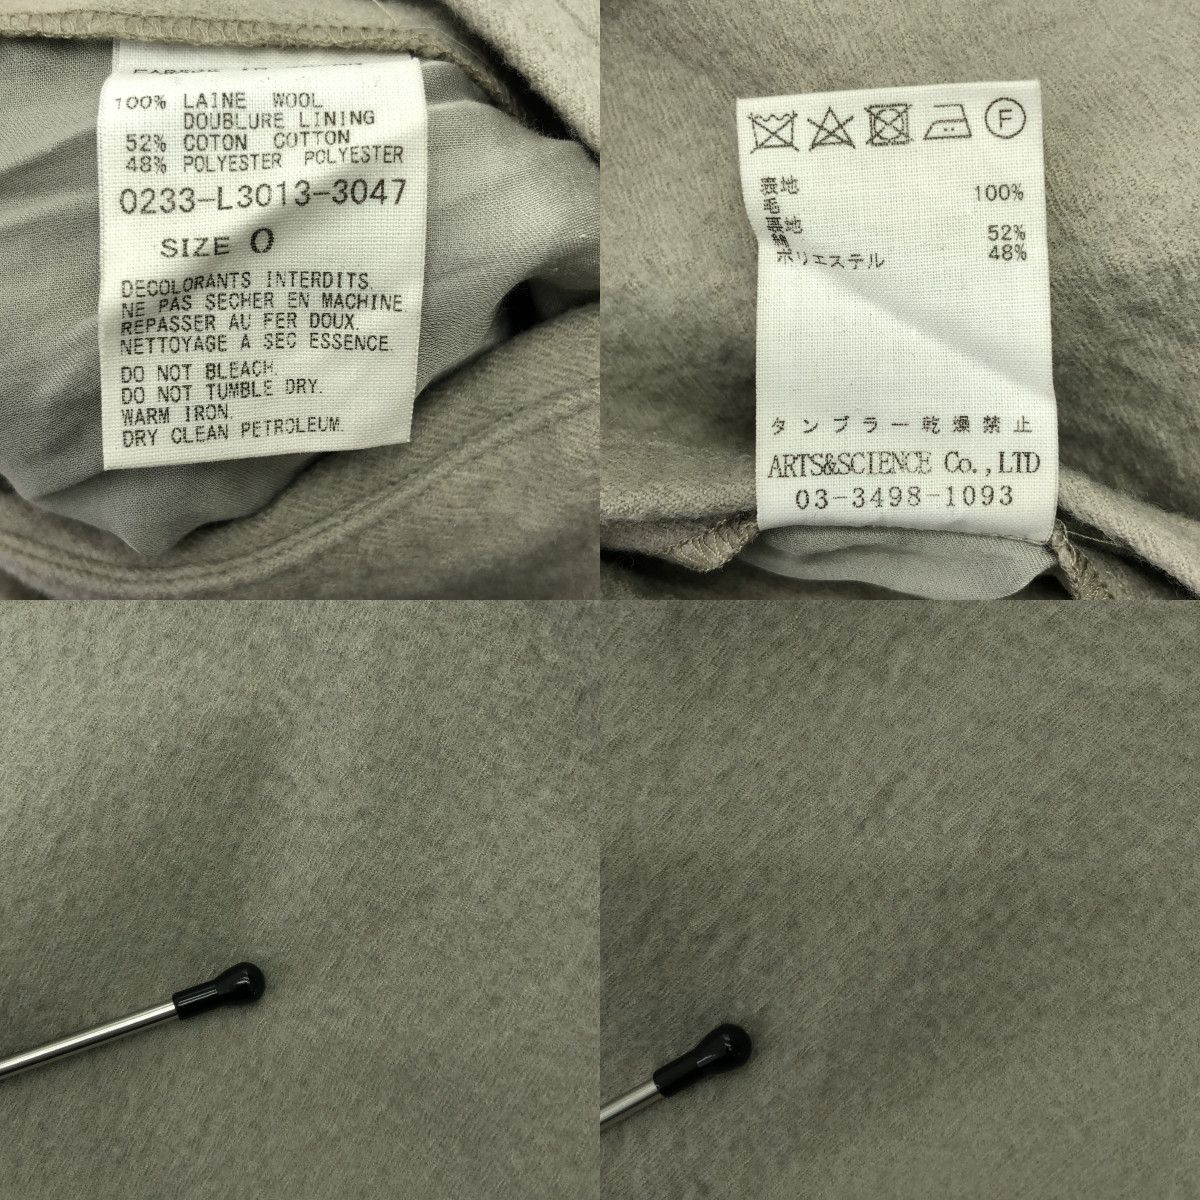 100% LAINE WOOL
DOUBLURE LINING
52% COTON COTTON
48% POLYESTER POLYESTER
0233-L3013-3047
SIZE 0
DECOLORANTS INTERDITS.
NE PAS SECHER EN MACHINE
REPASSER AU FER DOUX.
NETTOYAGE A SEC ESSENCE.
DO NOT BLEACH.
DO NOT TUMBLE DRY.
WARM IRON.
DRY CLEAN PETROLEUM.
F
表地
毛 100%
地
52%
ポリエステル 48%
タンブラー乾燥禁止
ARTS&SCIENCE Co.,LTD
03-3498-1093